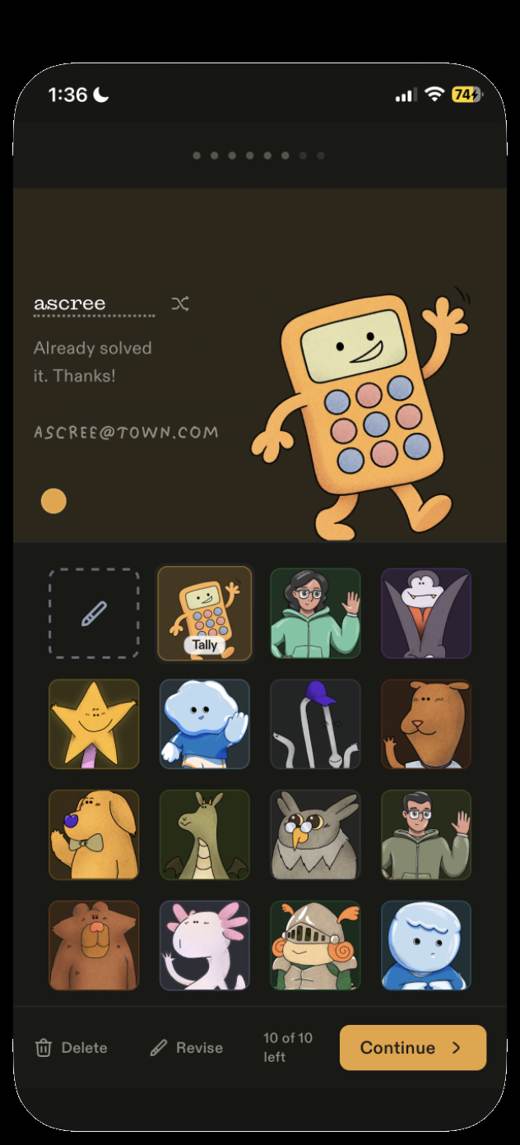 1:36
74
ascree
Already solved
it. Thanks!
ASCREE@TOWN.COM
Tally
Delete
Revise
10 of 10
left
Continue